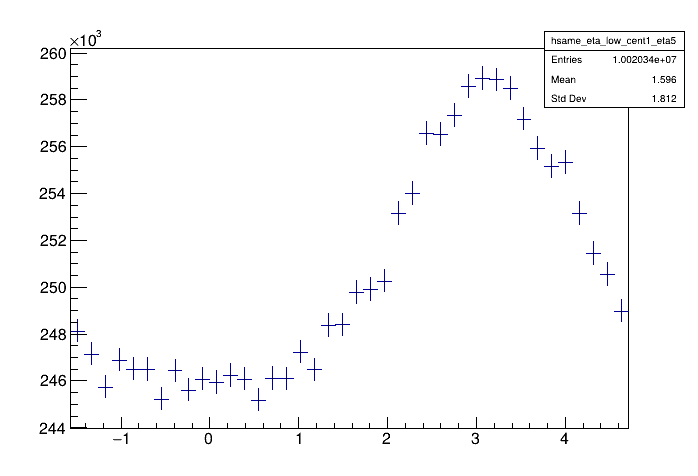 ×10³
hsame_eta_low_cent1_eta5
Entries 1.002034e+07
Mean 1.596
Std Dev 1.812
260
258
256
254
252
250
248
246
244
−1 0 1 2 3 4